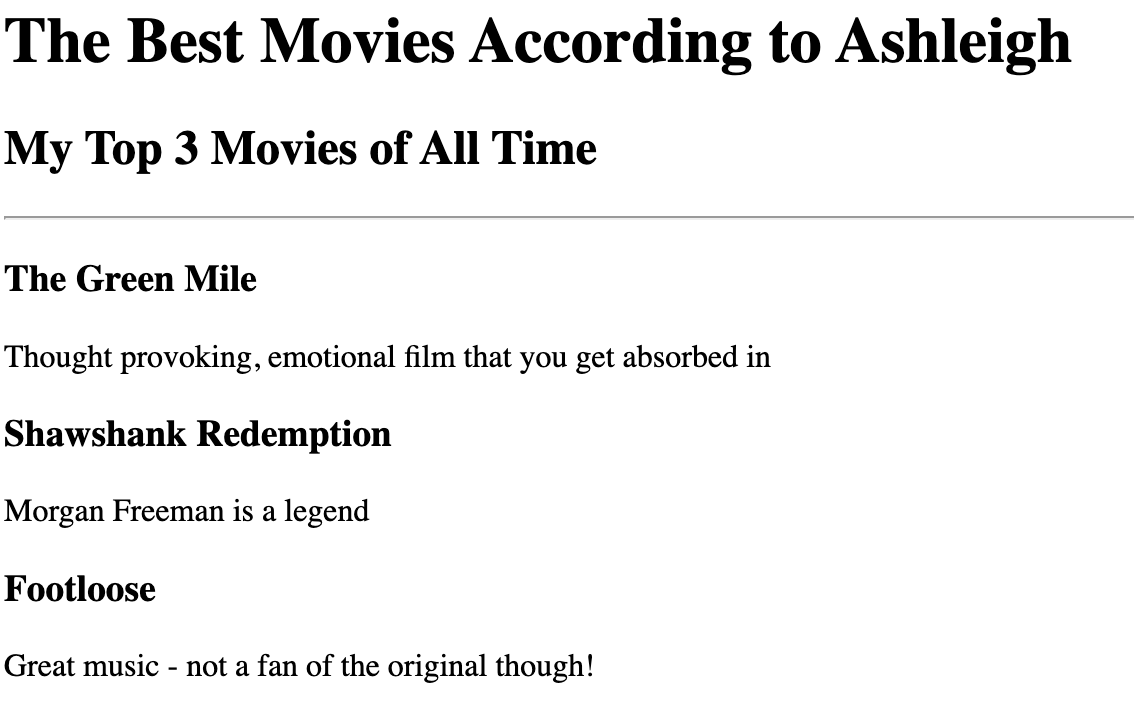 The Best Movies According to Ashleigh
My Top 3 Movies of All Time
The Green Mile
Thought provoking, emotional film that you get absorbed in
Shawshank Redemption
Morgan Freeman is a legend
Footloose
Great music - not a fan of the original though!